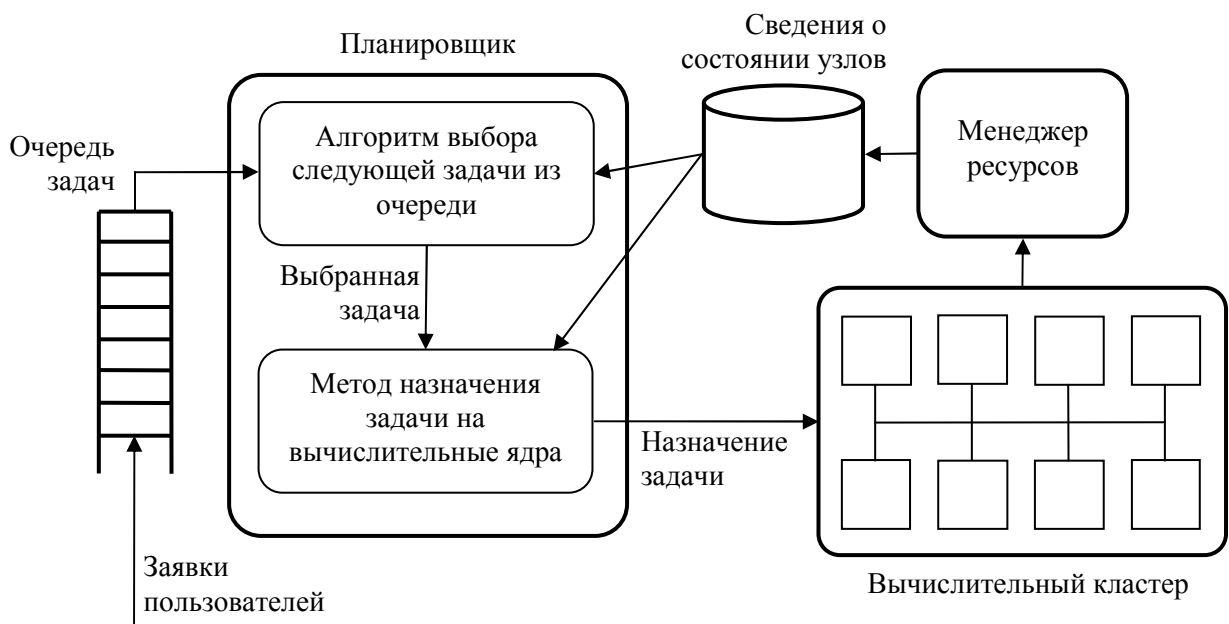 Планировщик
Сведения о
состоянии узлов
Очередь
задач
Алгоритм выбора
следующей задачи из
очереди
Менеджер
ресурсов
Выбранная
задача
Метод назначения
задачи на
вычислительные ядра
Назначение
задачи
Заявки
пользователей
Вычислительный кластер